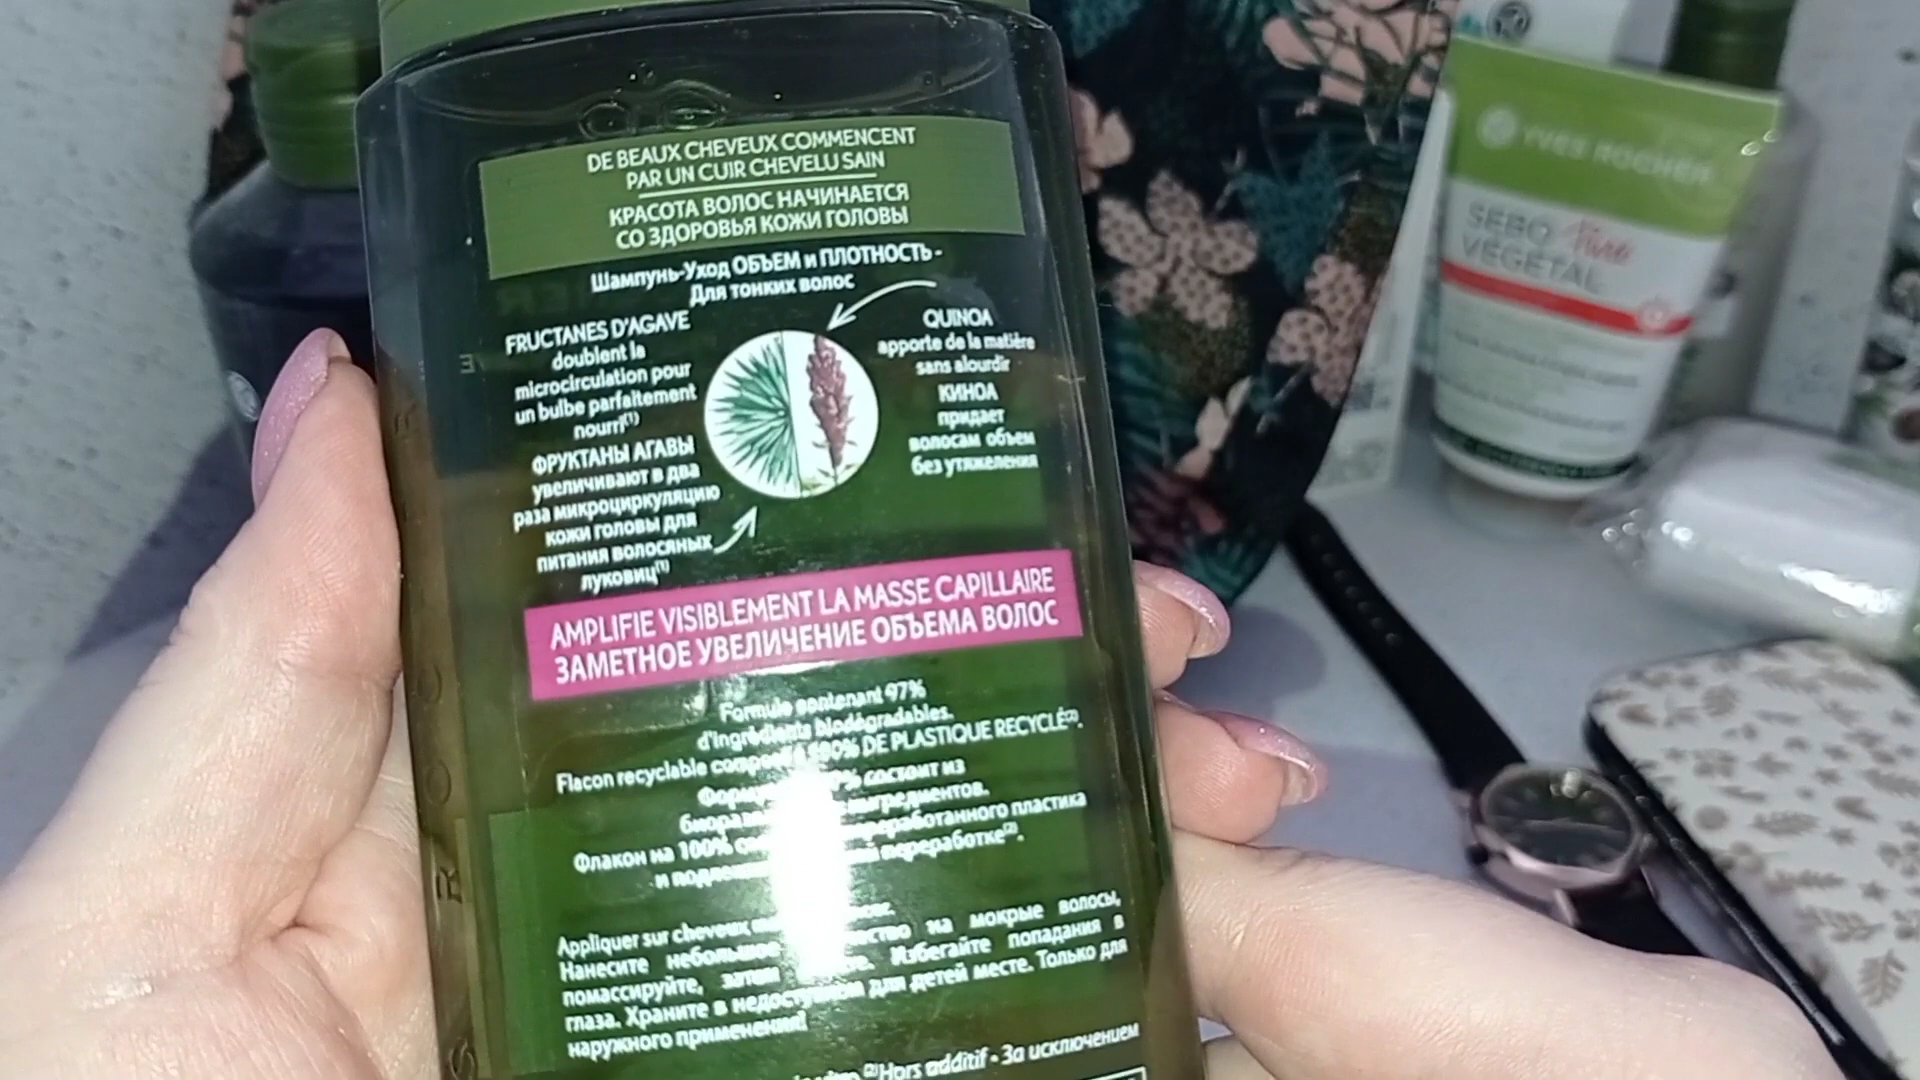 DE BEAUX CHEVEUX COMMENCENT
PAR UN CUIR CHEVELU SAIN
КРАСОТА ВОЛОС НАЧИНАЕТСЯ
СО ЗДОРОВЬЯ КОЖИ ГОЛОВЫ
Шампунь-Уход ОБЪЕМ и ПЛОТНОСТЬ -
Для тонких волос
FRUCTANES D'AGAVE
doublent la
microcirculation pour
un bulbe parfaitement
nourri(1)
ФРУКТАНЫ АГАВЫ
увеличивают в два
раза микроциркуляцию
кожи головы для
питания волосяных
луковиц(1)
QUINOA
apporte de la matière
sans alourdir
КИНОА
придает
волосам объем
без утяжеления
AMPLIFIE VISIBLEMENT LA MASSE CAPILLAIRE
ЗАМЕТНОЕ УВЕЛИЧЕНИЕ ОБЪЕМА ВОЛОС
Formule contenant 97%
d'ingrédients biodégradables.
Flacon recyclable composé à 100% DE PLASTIQUE RECYCLÉ(2).
состоит из
ингредиентов.
Флакон на 100% переработанного пластика
и переработке(2).
Appliquer sur cheveux
Нанесите небольшое на мокрые волосы,
помассируйте, затем Избегайте попадания в
глаза. Храните в недоступном для детей месте. Только для
наружного применения!
(2)Hors additif - За исключением
YVES ROCHER
SEBO Pure
VÉGÉTAL